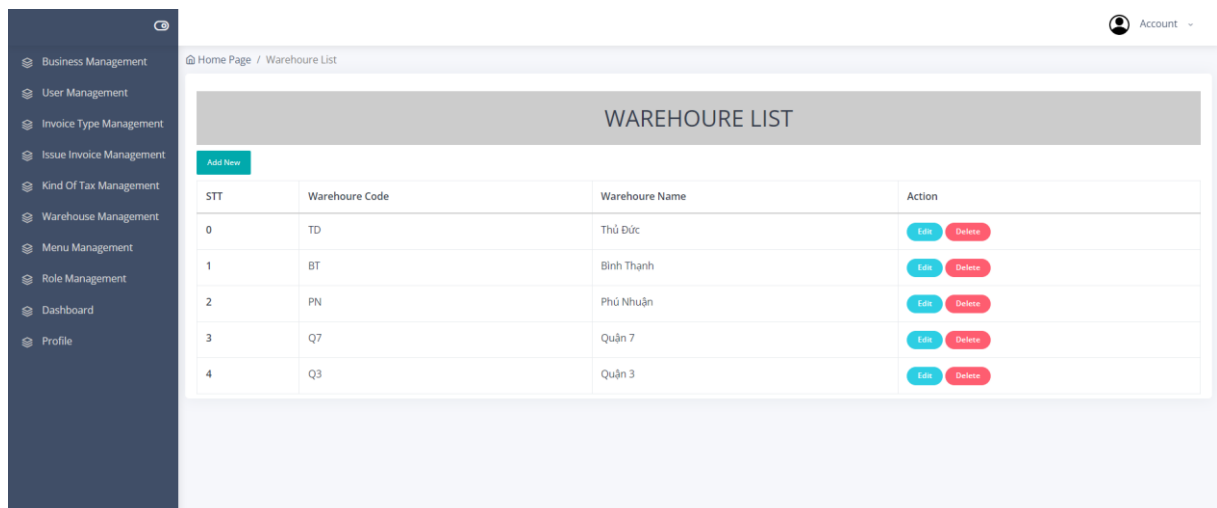 Account
Business Management
User Management
Invoice Type Management
Issue Invoice Management
Kind Of Tax Management
Warehouse Management
Menu Management
Role Management
Dashboard
Profile
Home Page / Warehoure List
WAREHOURE LIST
Add New
STT Warehoure Code Warehoure Name Action
0 TD Thủ Đức Edit Delete
1 BT Bình Thạnh Edit Delete
2 PN Phú Nhuận Edit Delete
3 Q7 Quận 7 Edit Delete
4 Q3 Quận 3 Edit Delete